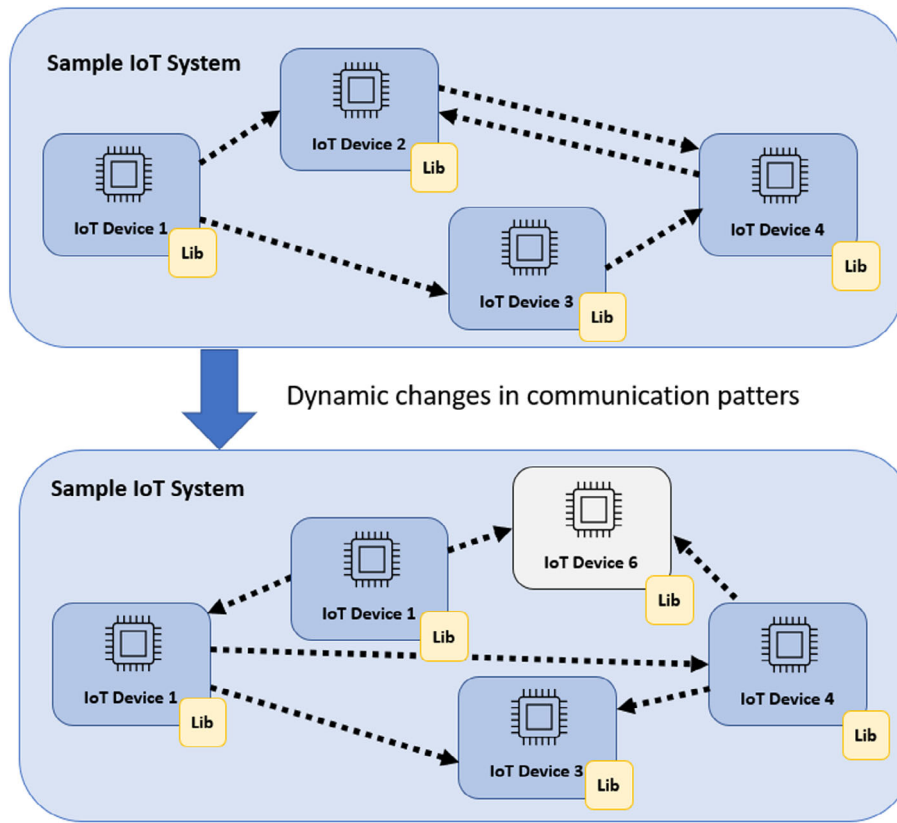 Sample IoT System
IoT Device 2
Lib
IoT Device 1
Lib
IoT Device 4
Lib
IoT Device 3
Lib
Dynamic changes in communication patters
Sample IoT System
IoT Device 6
Lib
IoT Device 1
Lib
IoT Device 1
Lib
IoT Device 4
Lib
IoT Device 3
Lib